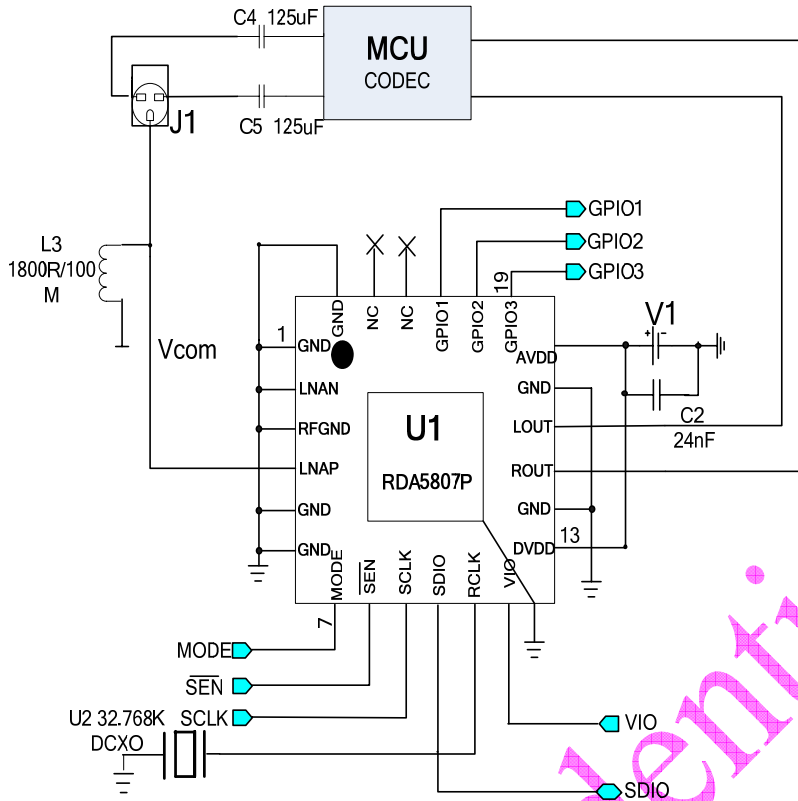 C4 125uF
MCU
CODEC
C5 125uF
J1
GPIO1
GPIO2
GPIO3
L3
1800R/100
M
Vcom
19
GND
NC
NC
GPIO1
GPIO2
GPIO3
V1
+ -
1
GND
LNAN
RFGND
LNAP
GND
GND
U1
RDA5807P
AVDD
GND
LOUT
ROUT
GND
DVDD
13
C2
24nF
MODE
SEN
SCLK
SDIO
RCLK
VIO
7
MODE
SEN
SCLK
U2 32.768K
DCXO
VIO
SDIO
denti